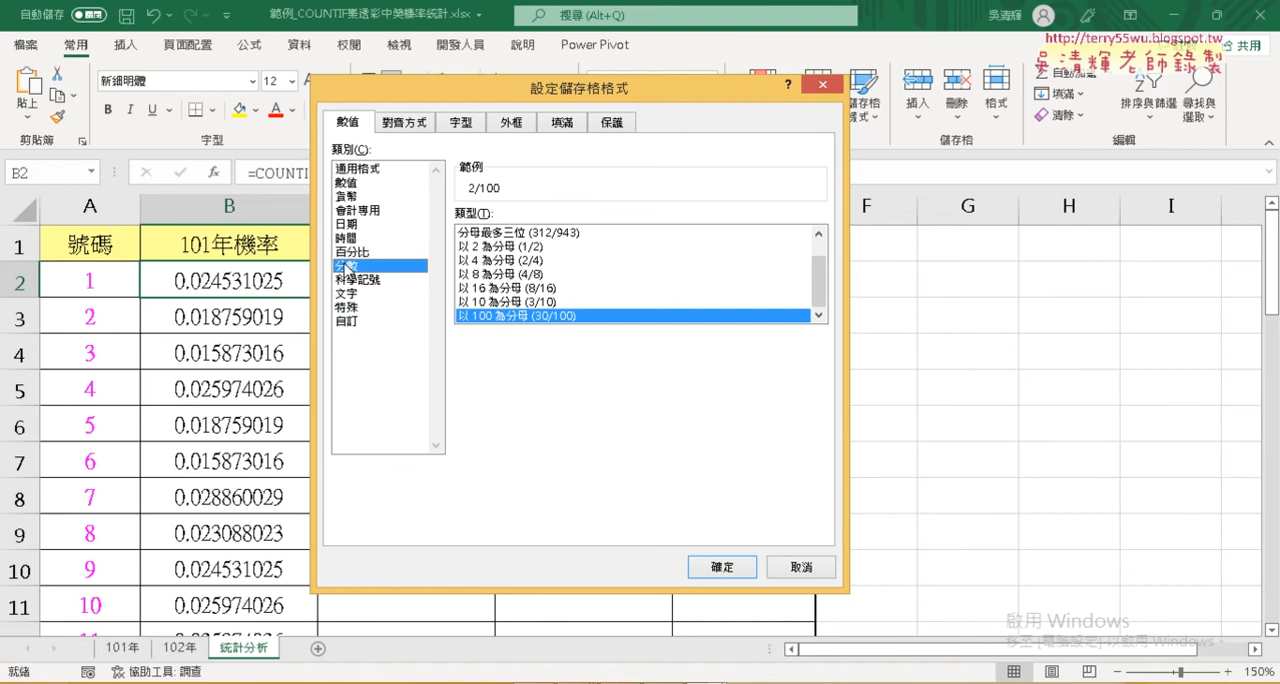 自動儲存
範例_COUNTIF樂透彩中獎機率統計.xlsx
搜尋 (Alt+Q)
吳清輝
http://terry55wu.blogspot.tw
吳清輝老師錄製
檔案 常用 插入 頁面配置 公式 資料 校閱 檢視 開發人員 說明 Power Pivot
共用
貼上
新細明體 12
B I U
插入 刪除 格式
填滿
清除
排序與篩選 尋找與
選取
剪貼簿 字型 儲存格 編輯
設定儲存格格式 ?
數值 對齊方式 字型 外框 填滿 保護
類別(C):
通用格式
數值
貨幣
會計專用
日期
時間
百分比
分數
科學記號
文字
特殊
自訂
範例
2/100
類型(T):
分母最多三位 (312/943)
以 2 為分母 (1/2)
以 4 為分母 (2/4)
以 8 為分母 (4/8)
以 16 為分母 (8/16)
以 10 為分母 (3/10)
以 100 為分母 (30/100)
確定 取消
B2 fx =COUNTI
A B F G H I
1 號碼 101年機率
2 1 0.024531025
3 2 0.018759019
4 3 0.015873016
5 4 0.025974026
6 5 0.018759019
7 6 0.015873016
8 7 0.028860029
9 8 0.023088023
10 9 0.024531025
11 10 0.025974026
啟用 Windows
移至 [電腦設定] 以啟用 Windows。
101年 102年 統計分析
就緒 協助工具: 調查 150%